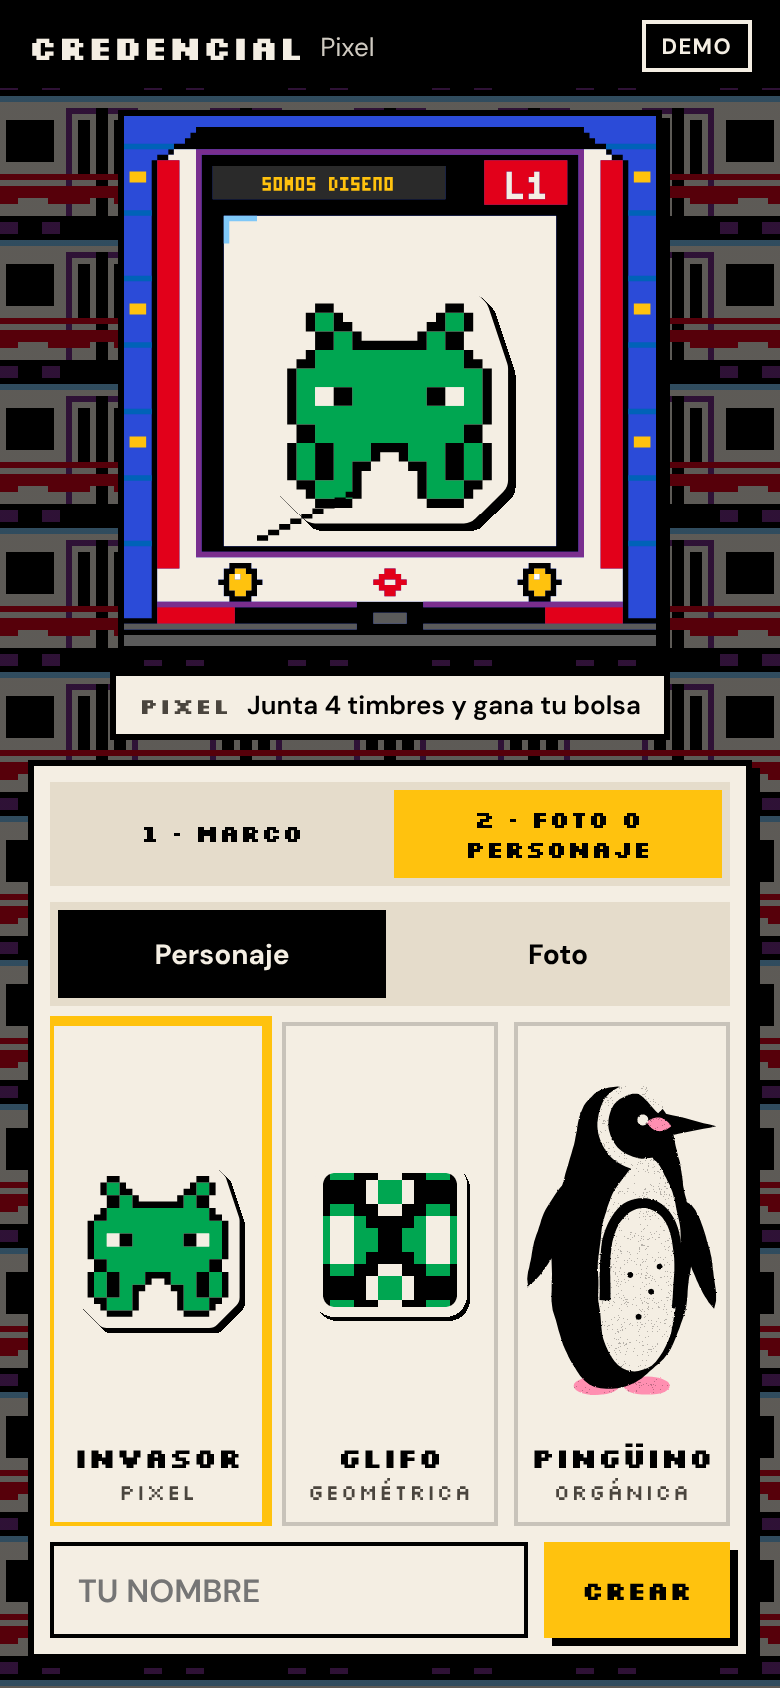 CREDENCIAL Pixel
DEMO
SOMOS DISENO
L1
PIXEL Junta 4 timbres y gana tu bolsa
1 · MARCO
2 · FOTO O
PERSONAJE
Personaje
Foto
INVASOR
PIXEL
GLIFO
GEOMÉTRICA
PINGÜINO
ORGÁNICA
TU NOMBRE
CREAR